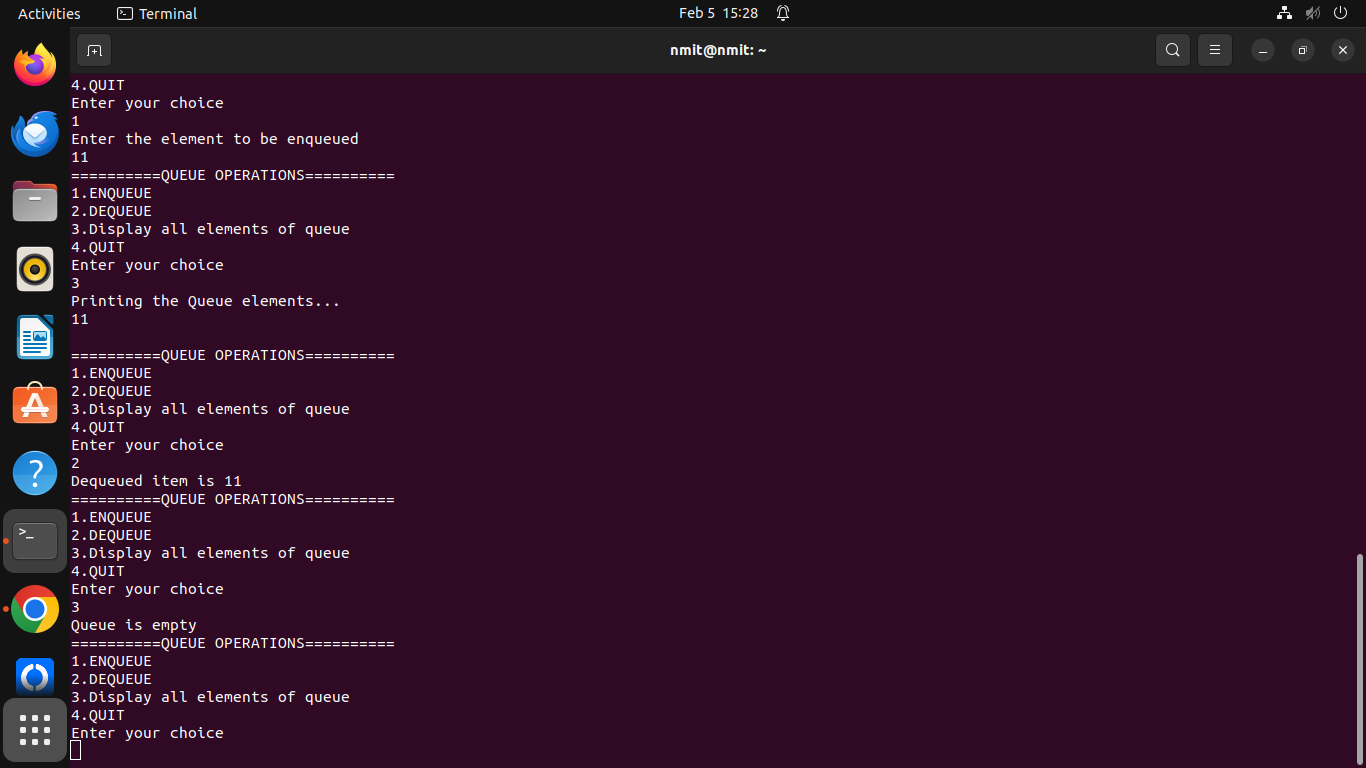 Activities
Terminal
Feb 5 15:28
nmit@nmit: ~
4.QUIT
Enter your choice
1
Enter the element to be enqueued
11
==========QUEUE OPERATIONS==========
1.ENQUEUE
2.DEQUEUE
3.Display all elements of queue
4.QUIT
Enter your choice
3
Printing the Queue elements...
11
==========QUEUE OPERATIONS==========
1.ENQUEUE
2.DEQUEUE
3.Display all elements of queue
4.QUIT
Enter your choice
2
Dequeued item is 11
==========QUEUE OPERATIONS==========
1.ENQUEUE
2.DEQUEUE
3.Display all elements of queue
4.QUIT
Enter your choice
3
Queue is empty
==========QUEUE OPERATIONS==========
1.ENQUEUE
2.DEQUEUE
3.Display all elements of queue
4.QUIT
Enter your choice